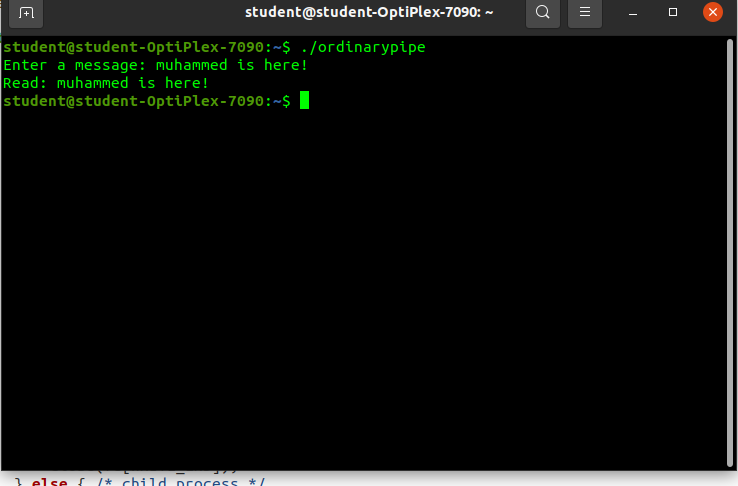 student@student-OptiPlex-7090: ~
student@student-OptiPlex-7090:~$ ./ordinarypipe
Enter a message: muhammed is here!
Read: muhammed is here!
student@student-OptiPlex-7090:~$
} else { /* child process */